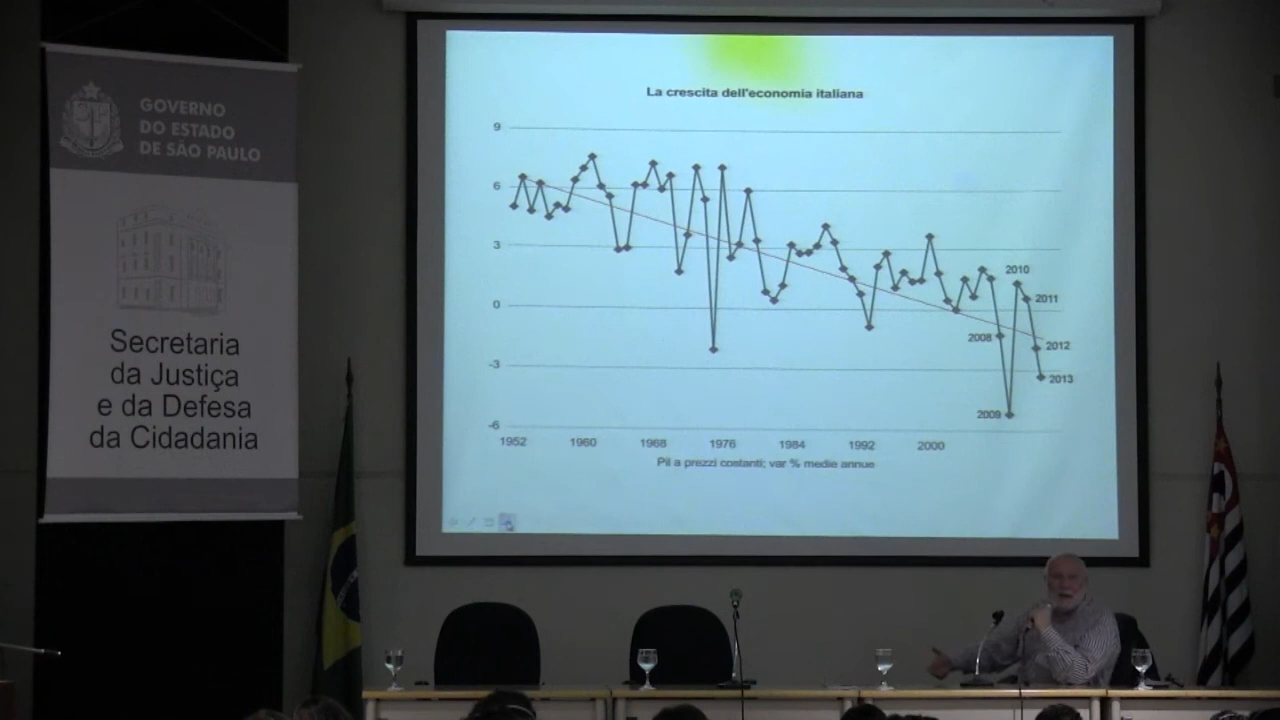 GOVERNO
DO ESTADO
DE SÃO PAULO
Secretaria
da Justiça
e da Defesa
da Cidadania
La crescita dell'economia italiana
9
6
3
0
-3
-6
2010
2011
2008
2012
2013
2009
1952 1960 1968 1976 1984 1992 2000
Pil a prezzi costanti; var % medie annue